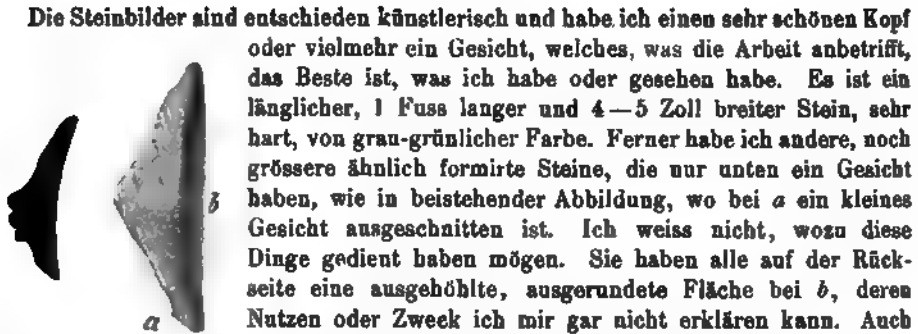 Die Steinbilder sind entschieden künstlerisch und habe ich einen sehr schönen Kopf
oder vielmehr ein Gesicht, welches, was die Arbeit anbetrifft,
das Beste ist, was ich habe oder gesehen habe. Es ist ein
länglicher, 1 Fuss langer und 4—5 Zoll breiter Stein, sehr
hart, von grau-grünlicher Farbe. Ferner habe ich andere, noch
grössere ähnlich formirte Steine, die nur unten ein Gesicht
haben, wie in beistehender Abbildung, wo bei a ein kleines
b
Gesicht ausgeschnitten ist. Ich weiss nicht, wozu diese
Dinge gedient haben mögen. Sie haben alle auf der Rück-
seite eine ausgehöhlte, ausgerundete Fläche bei b, deren
Nutzen oder Zweck ich mir gar nicht erklären kann. Auch
a